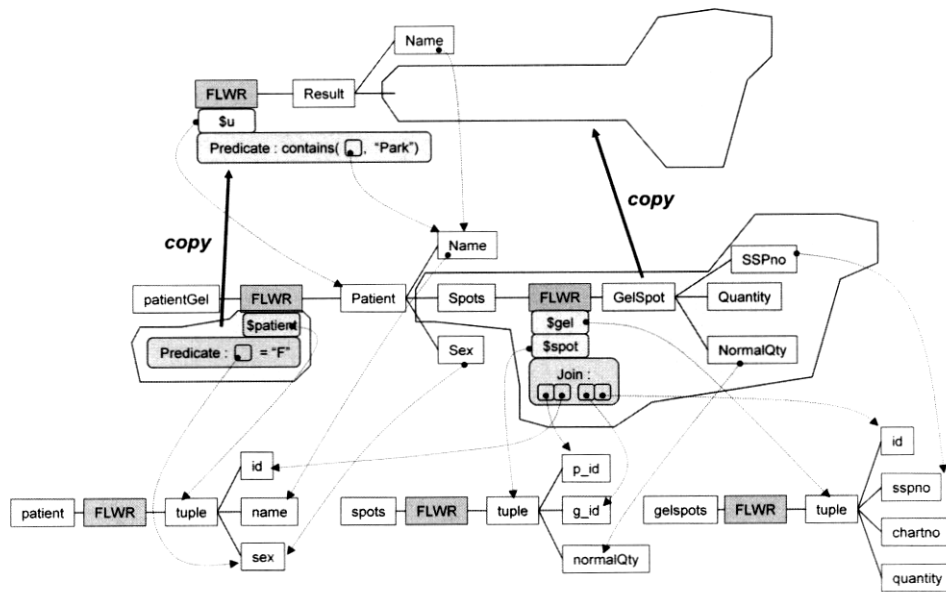 Name
FLWR
Result
$u
Predicate : contains( , "Park")
copy
copy
Name
SSPno
patientGel
FLWR
Patient
Spots
FLWR
GelSpot
Quantity
$patient
$gel
Predicate : = "F"
Sex
$spot
NormalQty
Join :
id
p_id
id
patient
FLWR
tuple
name
spots
FLWR
tuple
g_id
gelspots
FLWR
tuple
sspno
chartno
sex
normalQty
quantity